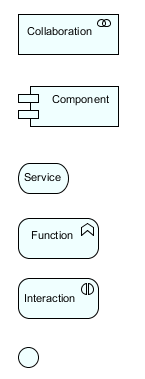 Collaboration
Component
Service
Function
Interaction